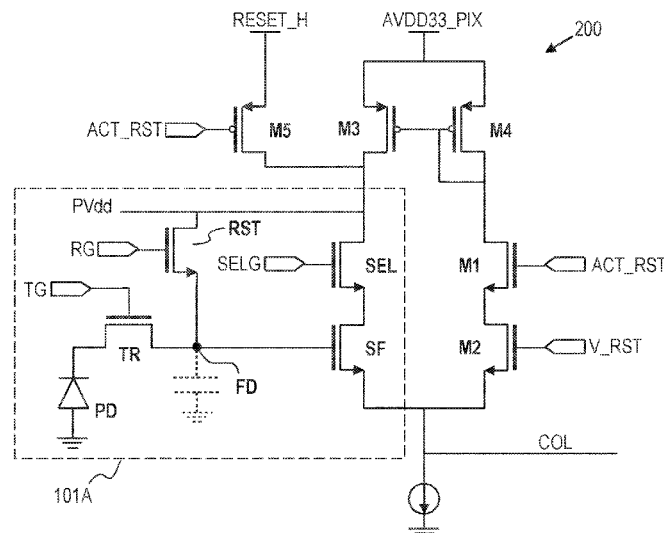 RESET_H
AVDD33_PIX
200
ACT_RST
M5
M3
M4
PVdd
RST
RG
SELG
SEL
M1
ACT_RST
TG
TR
SF
M2
V_RST
FD
PD
COL
101A